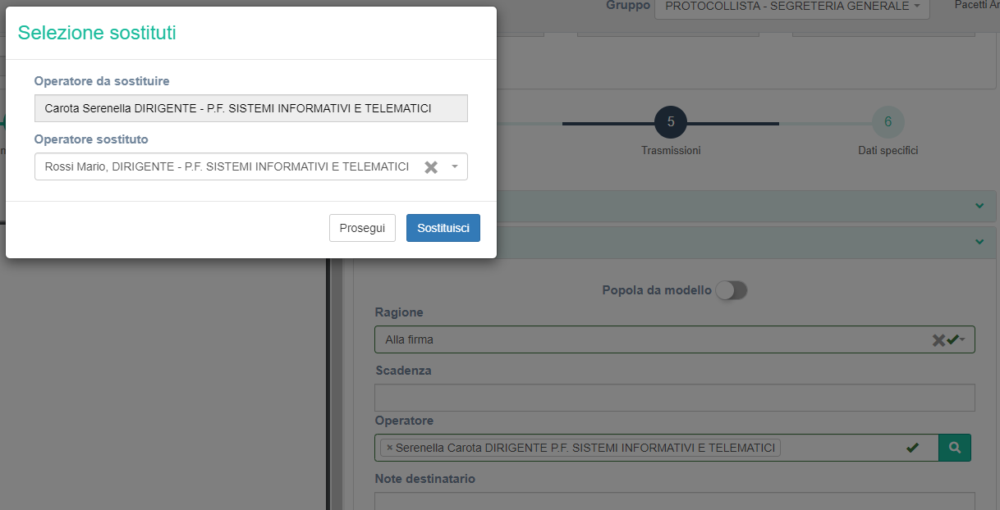 Gruppo PROTOCOLLISTA - SEGRETERIA GENERALE
Selezione sostituti
Operatore da sostituire
Carota Serenella DIRIGENTE - P.F. SISTEMI INFORMATIVI E TELEMATICI
Operatore sostituto
Rossi Mario, DIRIGENTE - P.F. SISTEMI INFORMATIVI E TELEMATICI
Prosegui Sostituisci
5 6
Trasmissioni Dati specifici
Popola da modello
Ragione
Alla firma
Scadenza
Operatore
× Serenella Carota DIRIGENTE P.F. SISTEMI INFORMATIVI E TELEMATICI
Note destinatario